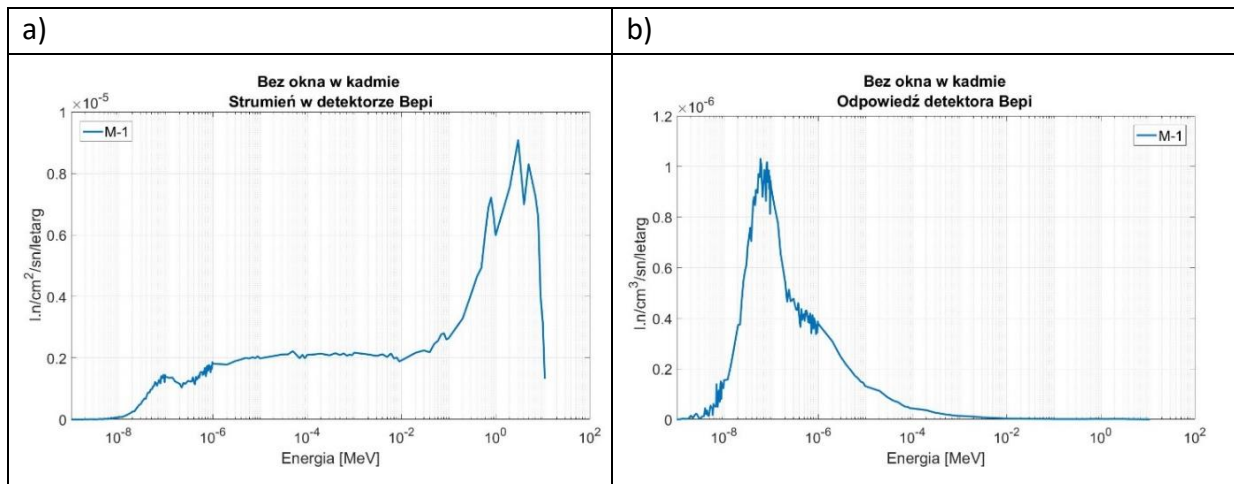 a)
b)
Bez okna w kadmie
Strumień w detektorze Bepi
×10⁻⁵
M-1
1
0.8
0.6
0.4
0.2
0
l.n/cm²/sn/letarg
10⁻⁸
10⁻⁶
10⁻⁴
10⁻²
10⁰
10²
Energia [MeV]
Bez okna w kadmie
Odpowiedź detektora Bepi
×10⁻⁶
M-1
1.2
1
0.8
0.6
0.4
0.2
0
l.n/cm³/sn/letarg
10⁻⁸
10⁻⁶
10⁻⁴
10⁻²
10⁰
10²
Energia [MeV]